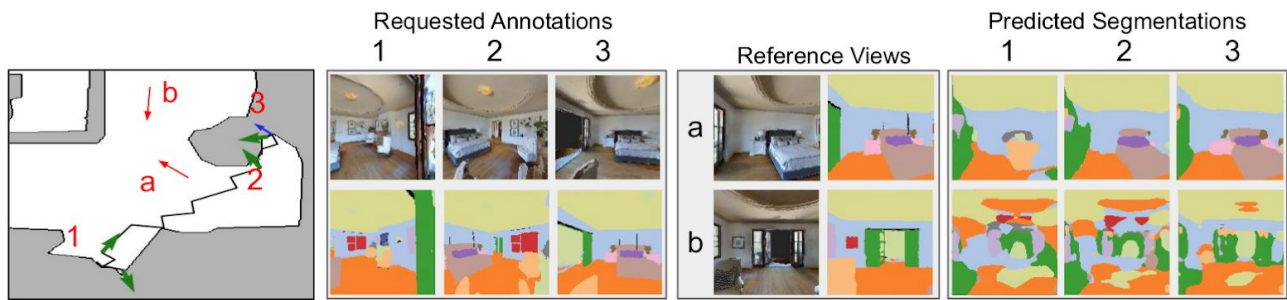 Requested Annotations
1 2 3
Reference Views
Predicted Segmentations
1 2 3
b
3
a
2
1
a
b